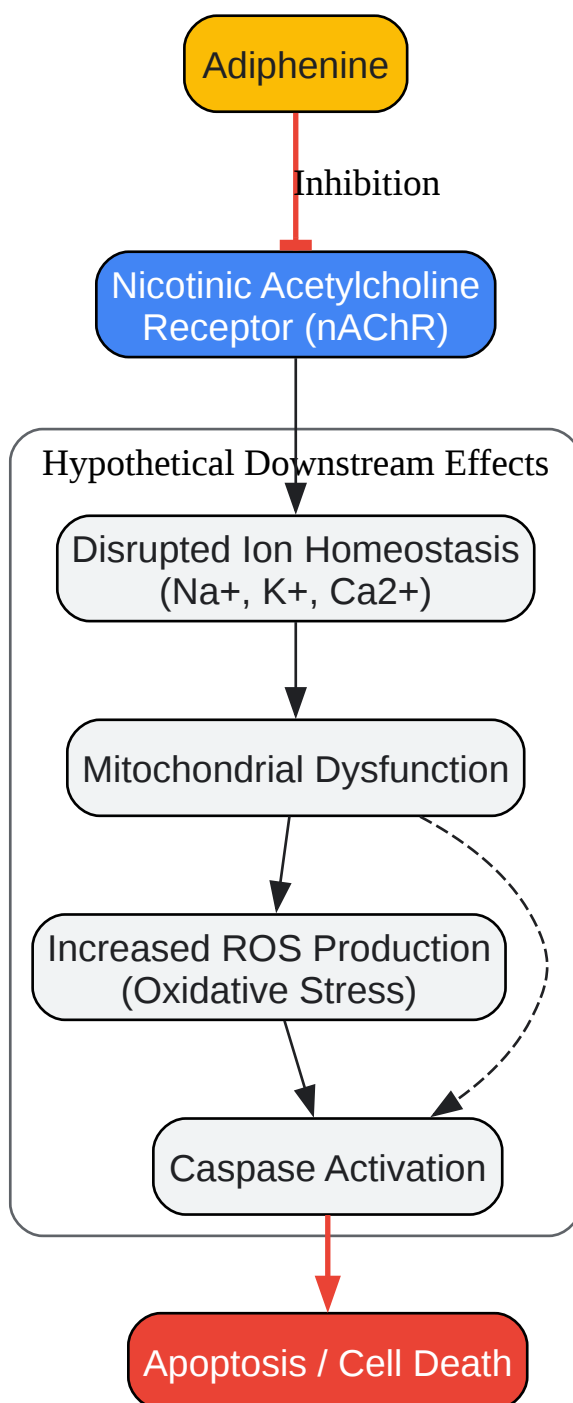 Adiphenine
Inhibition
Nicotinic Acetylcholine
Receptor (nAChR)
Hypothetical Downstream Effects
Disrupted Ion Homeostasis
(Na+, K+, Ca2+)
Mitochondrial Dysfunction
Increased ROS Production
(Oxidative Stress)
Caspase Activation
Apoptosis / Cell Death